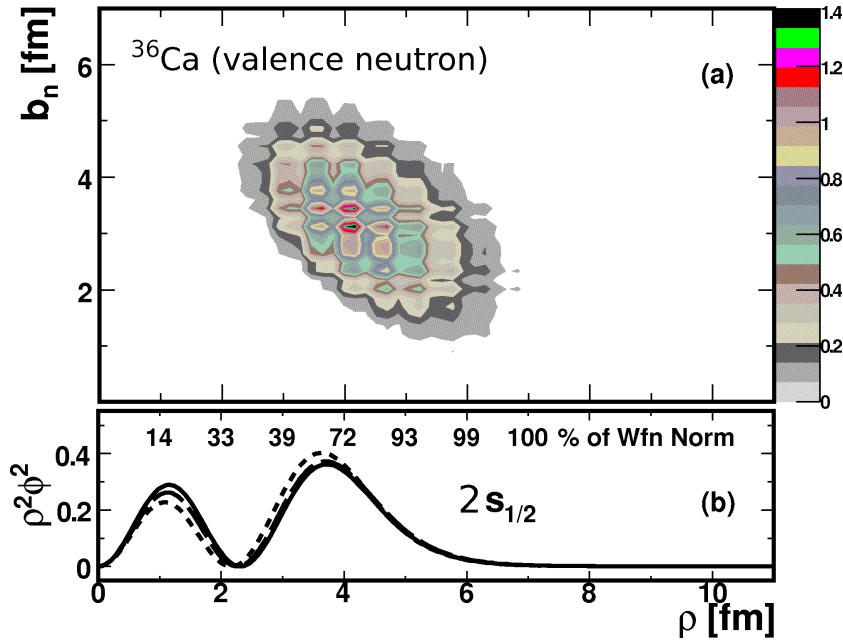 ³⁶Ca (valence neutron)
(a)
b_n [fm]
6
4
2
1.4
1.2
1
0.8
0.6
0.4
0.2
0
14 33 39 72 93 99 100 % of Wfn Norm
ρ²ϕ²
0.4
0.2
0
2s_{1/2}
(b)
0 2 4 6 8 10
ρ [fm]